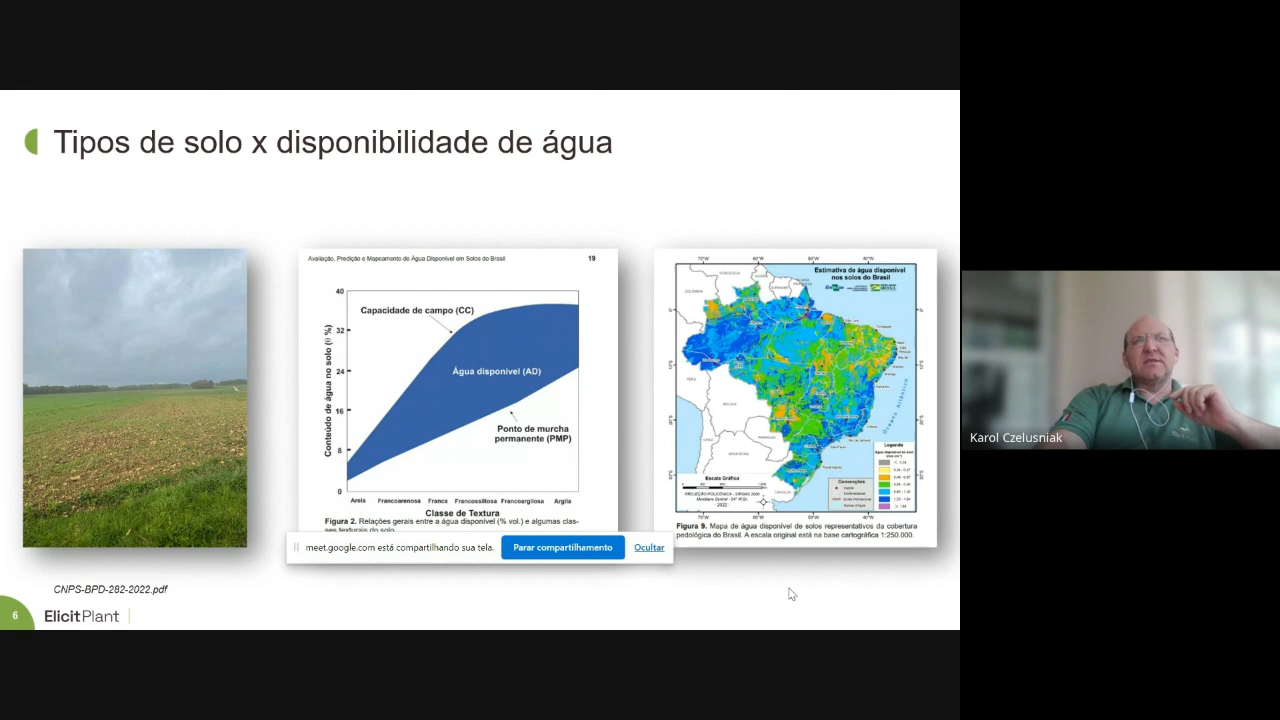 Tipos de solo x disponibilidade de água
Avaliação, Predição e Mapeamento de Água Disponível em Solos do Brasil
19
40
32
24
16
8
0
Conteúdo de água no solo (θ %)
Capacidade de campo (CC)
Água disponível (AD)
Ponto de murcha
permanente (PMP)
Areia Francoarenosa Franca Francossiltosa Francoargilosa Argila
Classe de Textura
Figura 2. Relações gerais entre a água disponível (% vol.) e algumas clas-
ses texturais do solo.
Estimativa de água disponível
nos solos do Brasil
Oceano Atlântico
Legenda
Escala Gráfica
Convenções
Figura 9. Mapa de água disponível de solos representativos da cobertura
pedológica do Brasil. A escala original está na base cartográfica 1:250.000.
meet.google.com está compartilhando sua tela.
Parar compartilhamento
Ocultar
CNPS-BPD-282-2022.pdf
6
ElicitPlant
Karol Czelusniak